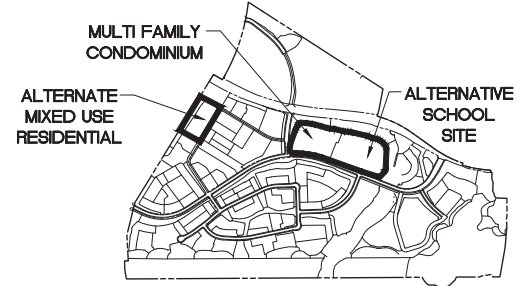 MULTI FAMILY
CONDOMINIUM
ALTERNATE
MIXED USE
RESIDENTIAL
ALTERNATIVE
SCHOOL
SITE